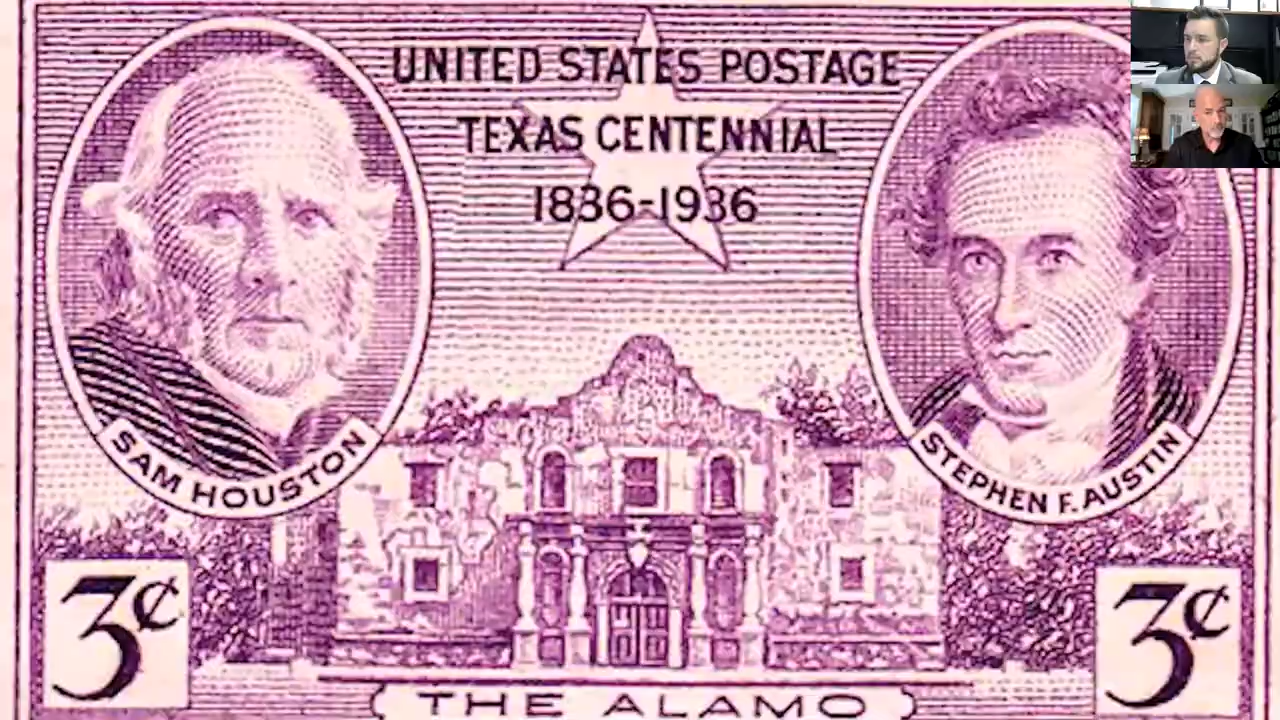 UNITED STATES POSTAGE
TEXAS CENTENNIAL
1836-1936
SAM HOUSTON
STEPHEN F. AUSTIN
3¢
3¢
THE ALAMO